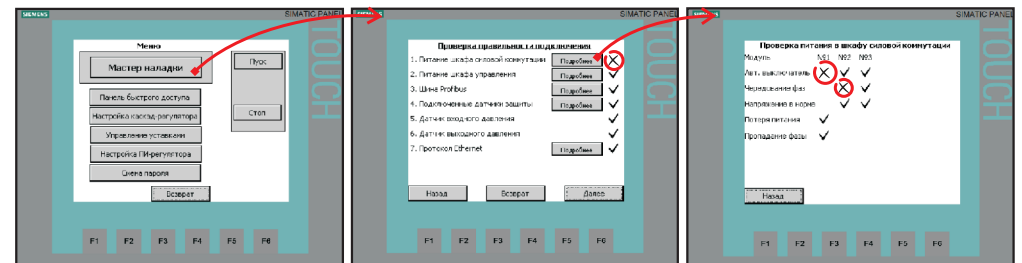 SIEMENS
SIMATIC PANEL
TOUCH
Меню
Мастер наладки
Пуск
Панель быстрого доступа
Настройка каскад-регулятора
Стоп
Управление уставками
Настройка ПИ-регулятора
Смена пароля
Возврат
F1 F2 F3 F4 F5 F6
SIEMENS
SIMATIC PANEL
TOUCH
Проверка правильности подключения
1. Питание шкафа силовой коммутации Подробнее
2. Питание шкафа управления Подробнее
3. Шина Profibus Подробнее
4. Подключенные датчики защиты Подробнее
5. Датчик входного давления
6. Датчик выходного давления
7. Протокол Ethernet Подробнее
Назад Возврат Далее
F1 F2 F3 F4 F5 F6
SIEMENS
SIMATIC PANEL
TOUCH
Проверка питания в шкафу силовой коммутации
Модуль №1 №2 №3
Авт. выключатель
Чередование фаз
Напряжение в норме
Потеря питания
Пропадание фазы
Назад
F1 F2 F3 F4 F5 F6